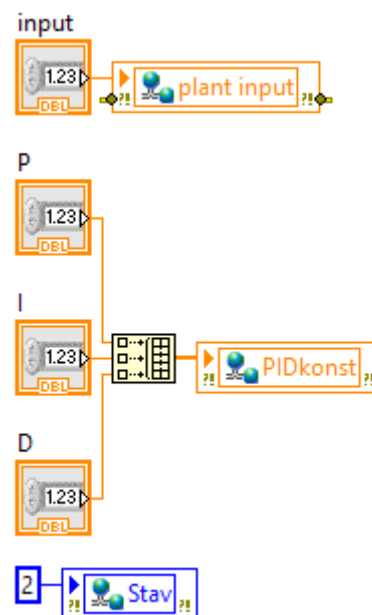 input
1.23
DBL
?! plant input ?!
P
1.23
DBL
I
1.23
DBL
?! PIDkonst ?!
D
1.23
DBL
2
?! Stav ?!